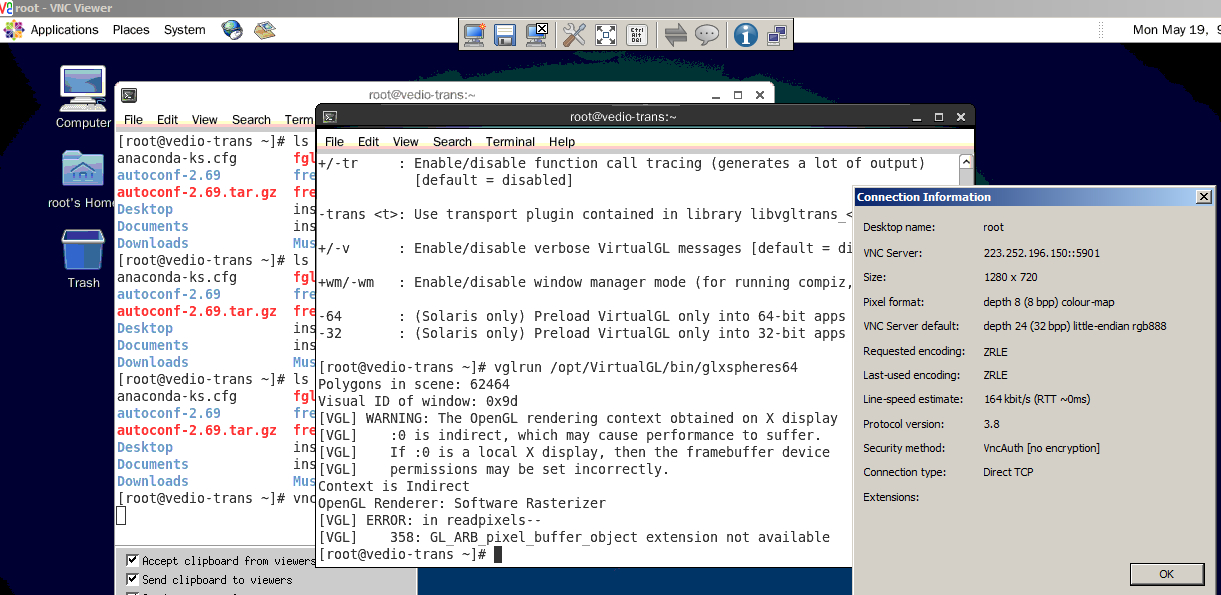 root - VNC Viewer
Applications Places System
Ctrl
Alt
Del
Mon May 19, 9
Computer
root's Home
Trash
root@vedio-trans:~
File Edit View Search Term
[root@vedio-trans ~]# ls
anaconda-ks.cfg fgl
autoconf-2.69 fre
autoconf-2.69.tar.gz fre
Desktop ins
Documents ins
Downloads Mus
[root@vedio-trans ~]# ls
anaconda-ks.cfg fgl
autoconf-2.69 fre
autoconf-2.69.tar.gz fre
Desktop ins
Documents ins
Downloads Mus
[root@vedio-trans ~]# ls
anaconda-ks.cfg fgl
autoconf-2.69 fre
autoconf-2.69.tar.gz fre
Desktop ins
Documents ins
Downloads Mus
[root@vedio-trans ~]# vnc
Accept clipboard from viewers
Send clipboard to viewers
root@vedio-trans:~
File Edit View Search Terminal Help
+/-tr : Enable/disable function call tracing (generates a lot of output)
[default = disabled]
-trans <t>: Use transport plugin contained in library libvgltrans_<
+/-v : Enable/disable verbose VirtualGL messages [default = di
+wm/-wm : Enable/disable window manager mode (for running compiz,
-64 : (Solaris only) Preload VirtualGL only into 64-bit apps
-32 : (Solaris only) Preload VirtualGL only into 32-bit apps
[root@vedio-trans ~]# vglrun /opt/VirtualGL/bin/glxspheres64
Polygons in scene: 62464
Visual ID of window: 0x9d
[VGL] WARNING: The OpenGL rendering context obtained on X display
[VGL] :0 is indirect, which may cause performance to suffer.
[VGL] If :0 is a local X display, then the framebuffer device
[VGL] permissions may be set incorrectly.
Context is Indirect
OpenGL Renderer: Software Rasterizer
[VGL] ERROR: in readpixels--
[VGL] 358: GL_ARB_pixel_buffer_object extension not available
[root@vedio-trans ~]#
Connection Information
Desktop name: root
VNC Server: 223.252.196.150::5901
Size: 1280 x 720
Pixel format: depth 8 (8 bpp) colour-map
VNC Server default: depth 24 (32 bpp) little-endian rgb888
Requested encoding: ZRLE
Last-used encoding: ZRLE
Line-speed estimate: 164 kbit/s (RTT ~0ms)
Protocol version: 3.8
Security method: VncAuth [no encryption]
Connection type: Direct TCP
Extensions:
OK